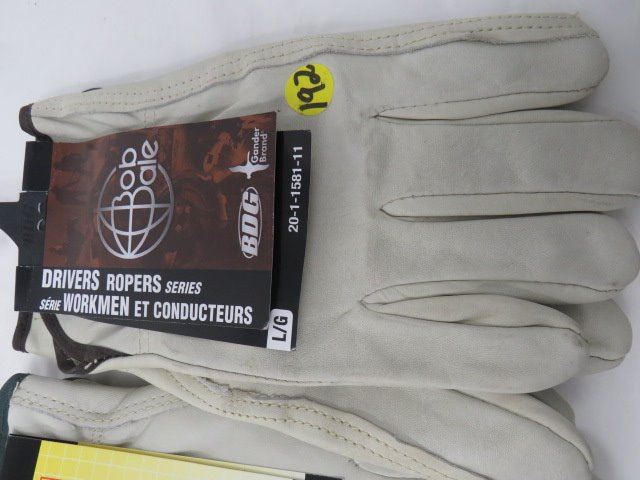 192
Bob
Dale
Gander
Brand
BDG
20-1-1581-11
DRIVERS ROPERS SERIES
SÉRIE WORKMEN ET CONDUCTEURS
L/G